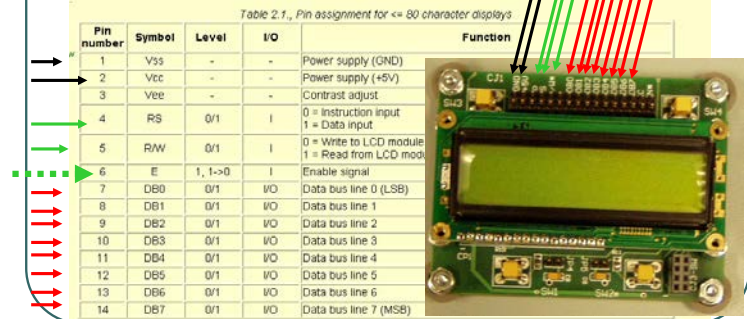 Table 2.1., Pin assignment for <= 80 character displays
Pin number Symbol Level I/O Function
1 Vss - - Power supply (GND)
2 Vcc - - Power supply (+5V)
3 Vee - - Contrast adjust
4 RS 0/1 I 0 = Instruction input
1 = Data input
5 R/W 0/1 I 0 = Write to LCD module
1 = Read from LCD modu
6 E 1, 1->0 I Enable signal
7 DB0 0/1 I/O Data bus line 0 (LSB)
8 DB1 0/1 I/O Data bus line 1
9 DB2 0/1 I/O Data bus line 2
10 DB3 0/1 I/O Data bus line 3
11 DB4 0/1 I/O Data bus line 4
12 DB5 0/1 I/O Data bus line 5
13 DB6 0/1 I/O Data bus line 6
14 DB7 0/1 I/O Data bus line 7 (MSB)
CJ1
SW3
SW4
CP1
SW1
SW2